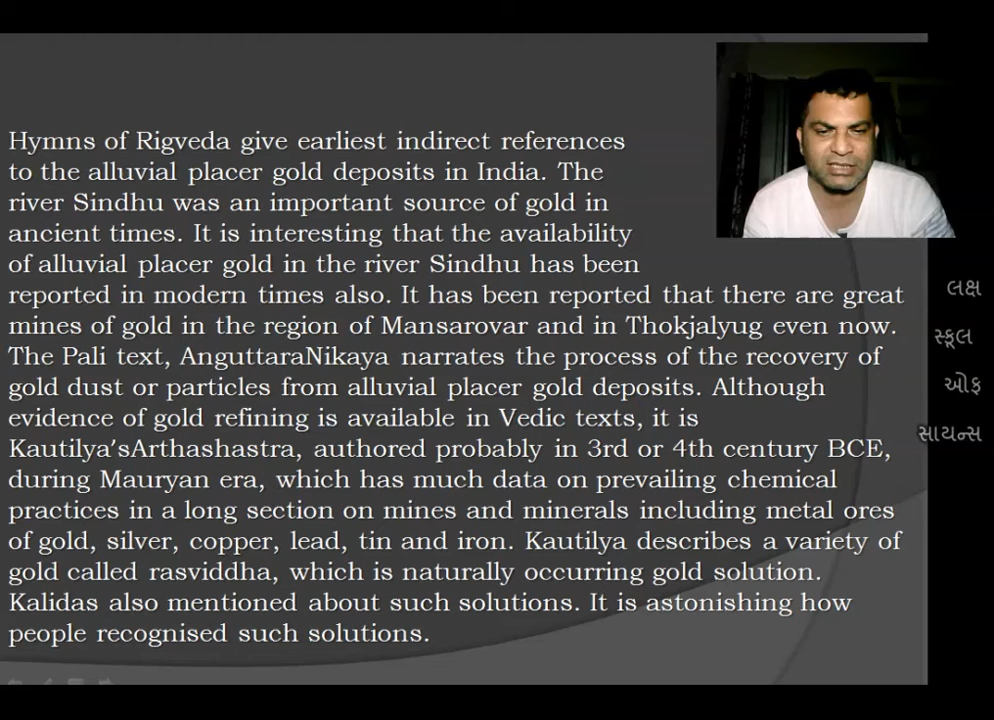 Hymns of Rigveda give earliest indirect references
to the alluvial placer gold deposits in India. The
river Sindhu was an important source of gold in
ancient times. It is interesting that the availability
of alluvial placer gold in the river Sindhu has been
reported in modern times also. It has been reported that there are great
mines of gold in the region of Mansarovar and in Thokjalyug even now.
The Pali text, AnguttaraNikaya narrates the process of the recovery of
gold dust or particles from alluvial placer gold deposits. Although
evidence of gold refining is available in Vedic texts, it is
Kautilya'sArthashastra, authored probably in 3rd or 4th century BCE,
during Mauryan era, which has much data on prevailing chemical
practices in a long section on mines and minerals including metal ores
of gold, silver, copper, lead, tin and iron. Kautilya describes a variety of
gold called rasviddha, which is naturally occurring gold solution.
Kalidas also mentioned about such solutions. It is astonishing how
people recognised such solutions.
લક્ષ
સ્કૂલ
ઓફ
સાયન્સ